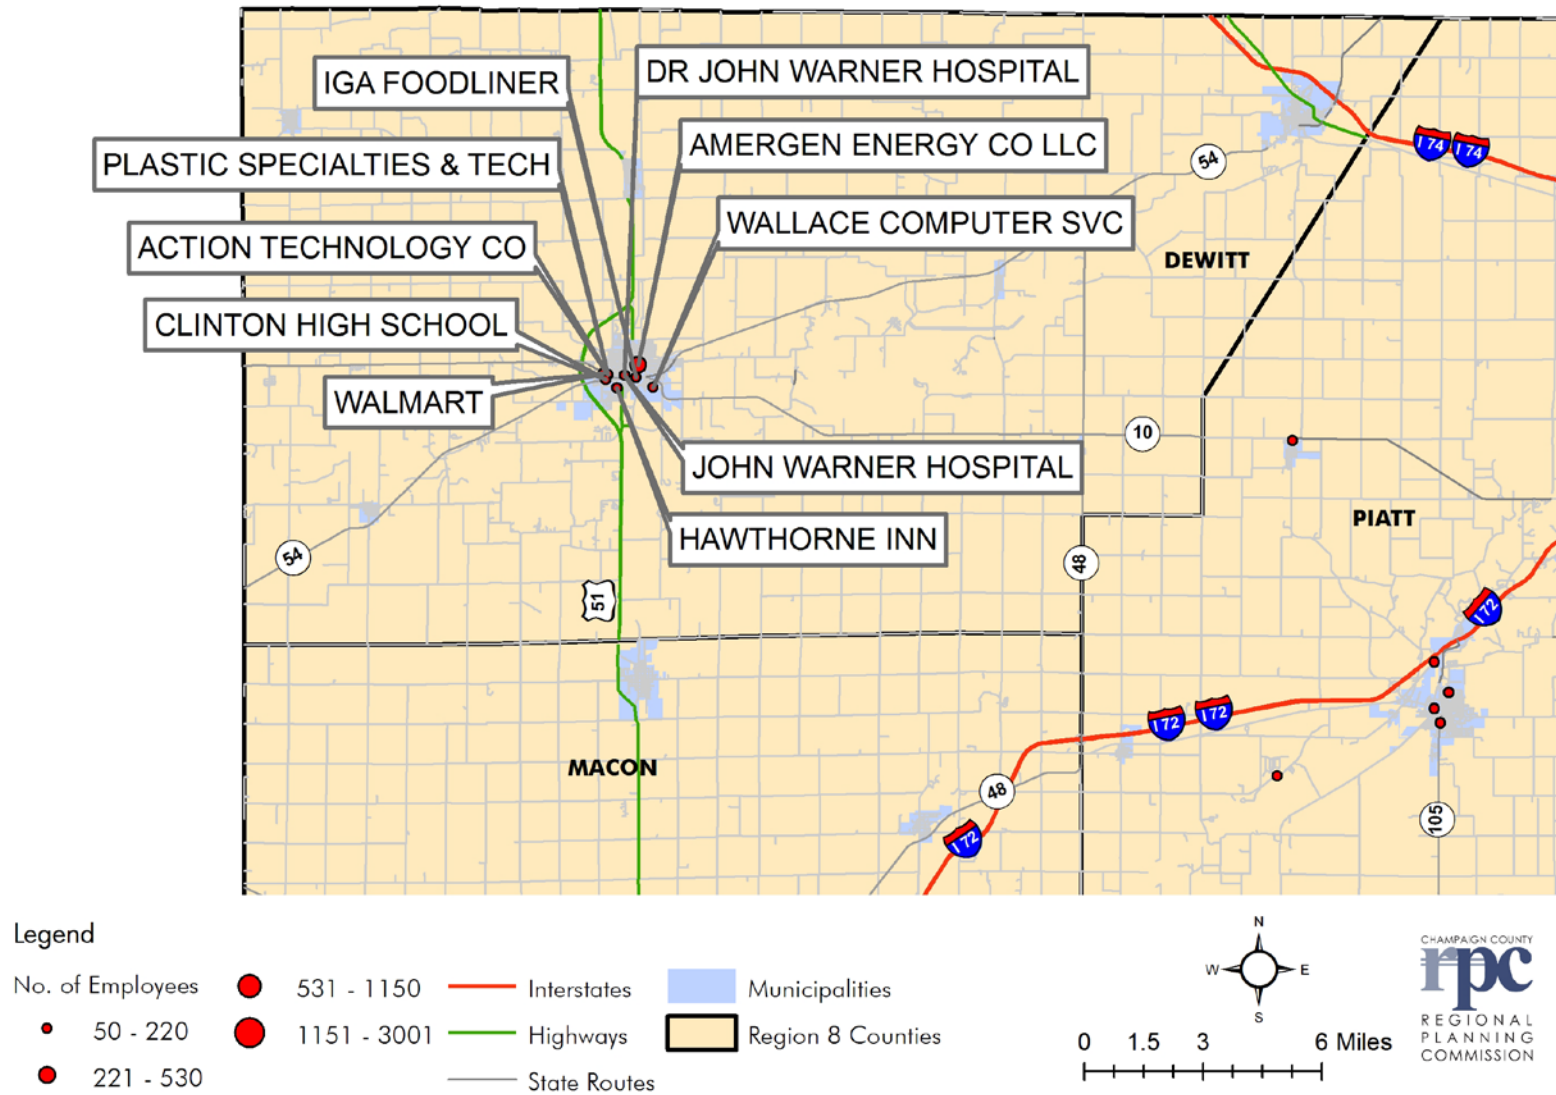 IGA FOODLINER
DR JOHN WARNER HOSPITAL
PLASTIC SPECIALTIES & TECH
AMERGEN ENERGY CO LLC
ACTION TECHNOLOGY CO
WALLACE COMPUTER SVC
CLINTON HIGH SCHOOL
WALMART
JOHN WARNER HOSPITAL
HAWTHORNE INN
I 74
I 74
54
DEWITT
10
PIATT
54
51
48
I 72
I 72
I 72
MACON
48
I 72
105
Legend
No. of Employees
50 - 220
221 - 530
531 - 1150
1151 - 3001
Interstates
Highways
State Routes
Municipalities
Region 8 Counties
N
W
E
S
0 1.5 3 6 Miles
CHAMPAIGN COUNTY
rpc
REGIONAL
PLANNING
COMMISSION